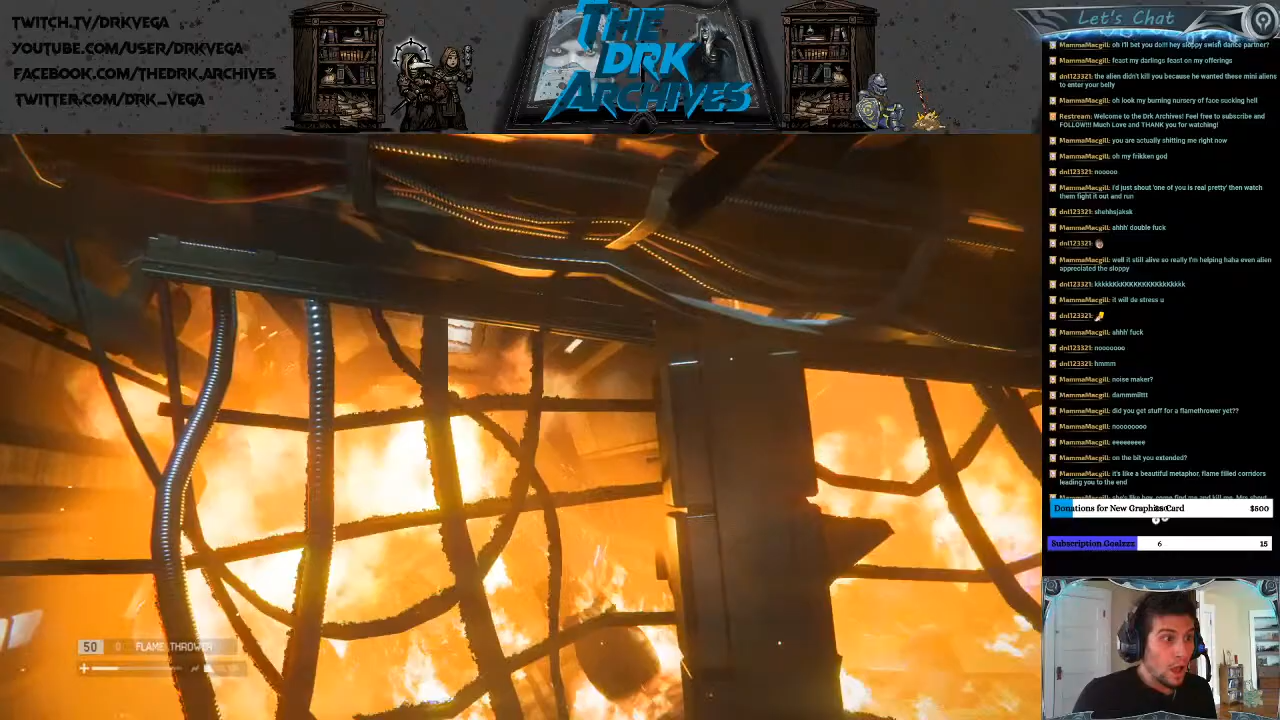 TWITCH.TV/DRKVEGA
YOUTUBE.COM/USER/DRKVEGA
FACEBOOK.COM/THEDRK.ARCHIVES
TWITTER.COM/DRK_VEGA
THE
DRK
ARCHIVES
Let's Chat
MammaMacgill: oh i'll bet you do!!! hey sloppy swish dance partner?
MammaMacgill: feast my darlings feast on my offerings
dnl123321: the alien didn't kill you because he wanted these mini aliens
to enter your belly
MammaMacgill: oh look my burning nursery of face sucking hell
Restream: Welcome to the Drk Archives! Feel free to subscribe and
FOLLOW!!! Much Love and THANK you for watching!
MammaMacgill: you are actually shitting me right now
MammaMacgill: oh my frikken god
dnl123321: nooooo
MammaMacgill: i'd just shout 'one of you is real pretty' then watch
them fight it out and run
dnl123321: shehhsjaksk
MammaMacgill: ahhh' double fuck
dnl123321:
MammaMacgill: well it still alive so really I'm helping haha even alien
appreciated the sloppy
dnl123321: kkkkkKkKKKKKKKKKkKkKkkk
MammaMacgill: it will de stress u
dnl123321:
MammaMacgill: ahhh' fuck
dnl123321: nooooooo
dnl123321: hmmm
MammaMacgill: noise maker?
MammaMacgill: dammmiittt
MammaMacgill: did you get stuff for a flamethrower yet??
MammaMacgill: noooooooo
MammaMacgill: eeeeeeeee
MammaMacgill: on the bit you extended?
MammaMacgill: it's like a beautiful metaphor, flame filled corridors
leading you to the end
Donations for New Graphics Card $500
Subscription Goalzzz 6 15
50 0 FLAME THROWER